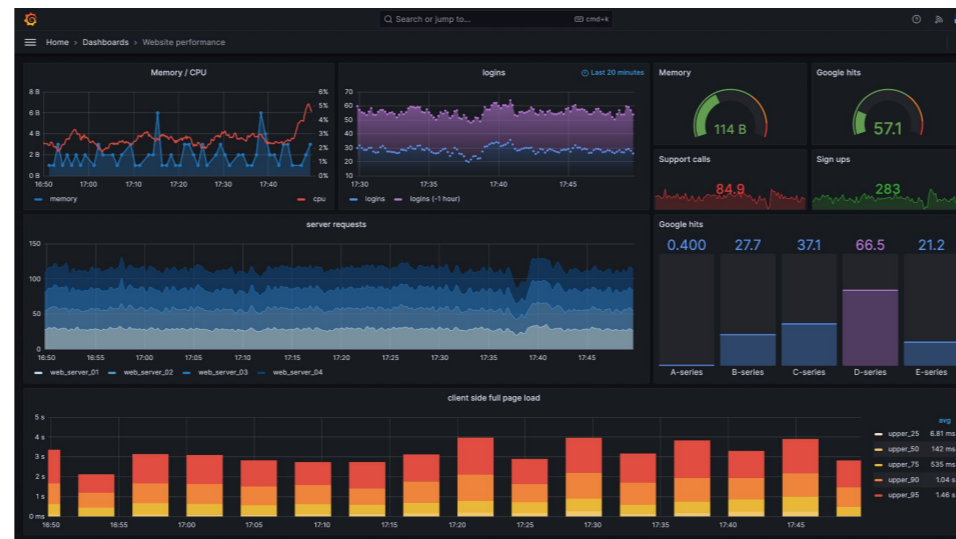 Search or jump to... cmd+k
Home › Dashboards › Website performance
Memory / CPU
8 B 6%
6 B 5%
4 B 4%
3%
2 B 2%
1%
0 B 0%
16:50 17:00 17:10 17:20 17:30 17:40
memory cpu
logins Last 20 minutes
70
60
50
40
30
20
10
17:30 17:35 17:40 17:45
logins logins (-1 hour)
Memory
114 B
Google hits
57.1
Support calls
84.9
Sign ups
283
server requests
150
100
50
0
16:50 16:55 17:00 17:05 17:10 17:15 17:20 17:25 17:30 17:35 17:40 17:45
web_server_01 web_server_02 web_server_03 web_server_04
Google hits
0.400 27.7 37.1 66.5 21.2
A-series B-series C-series D-series E-series
client side full page load
5 s
4 s
3 s
2 s
1 s
0 ms
16:50 16:55 17:00 17:05 17:10 17:15 17:20 17:25 17:30 17:35 17:40 17:45
avg
upper_25 6.81 ms
upper_50 142 ms
upper_75 535 ms
upper_90 1.04 s
upper_95 1.46 s